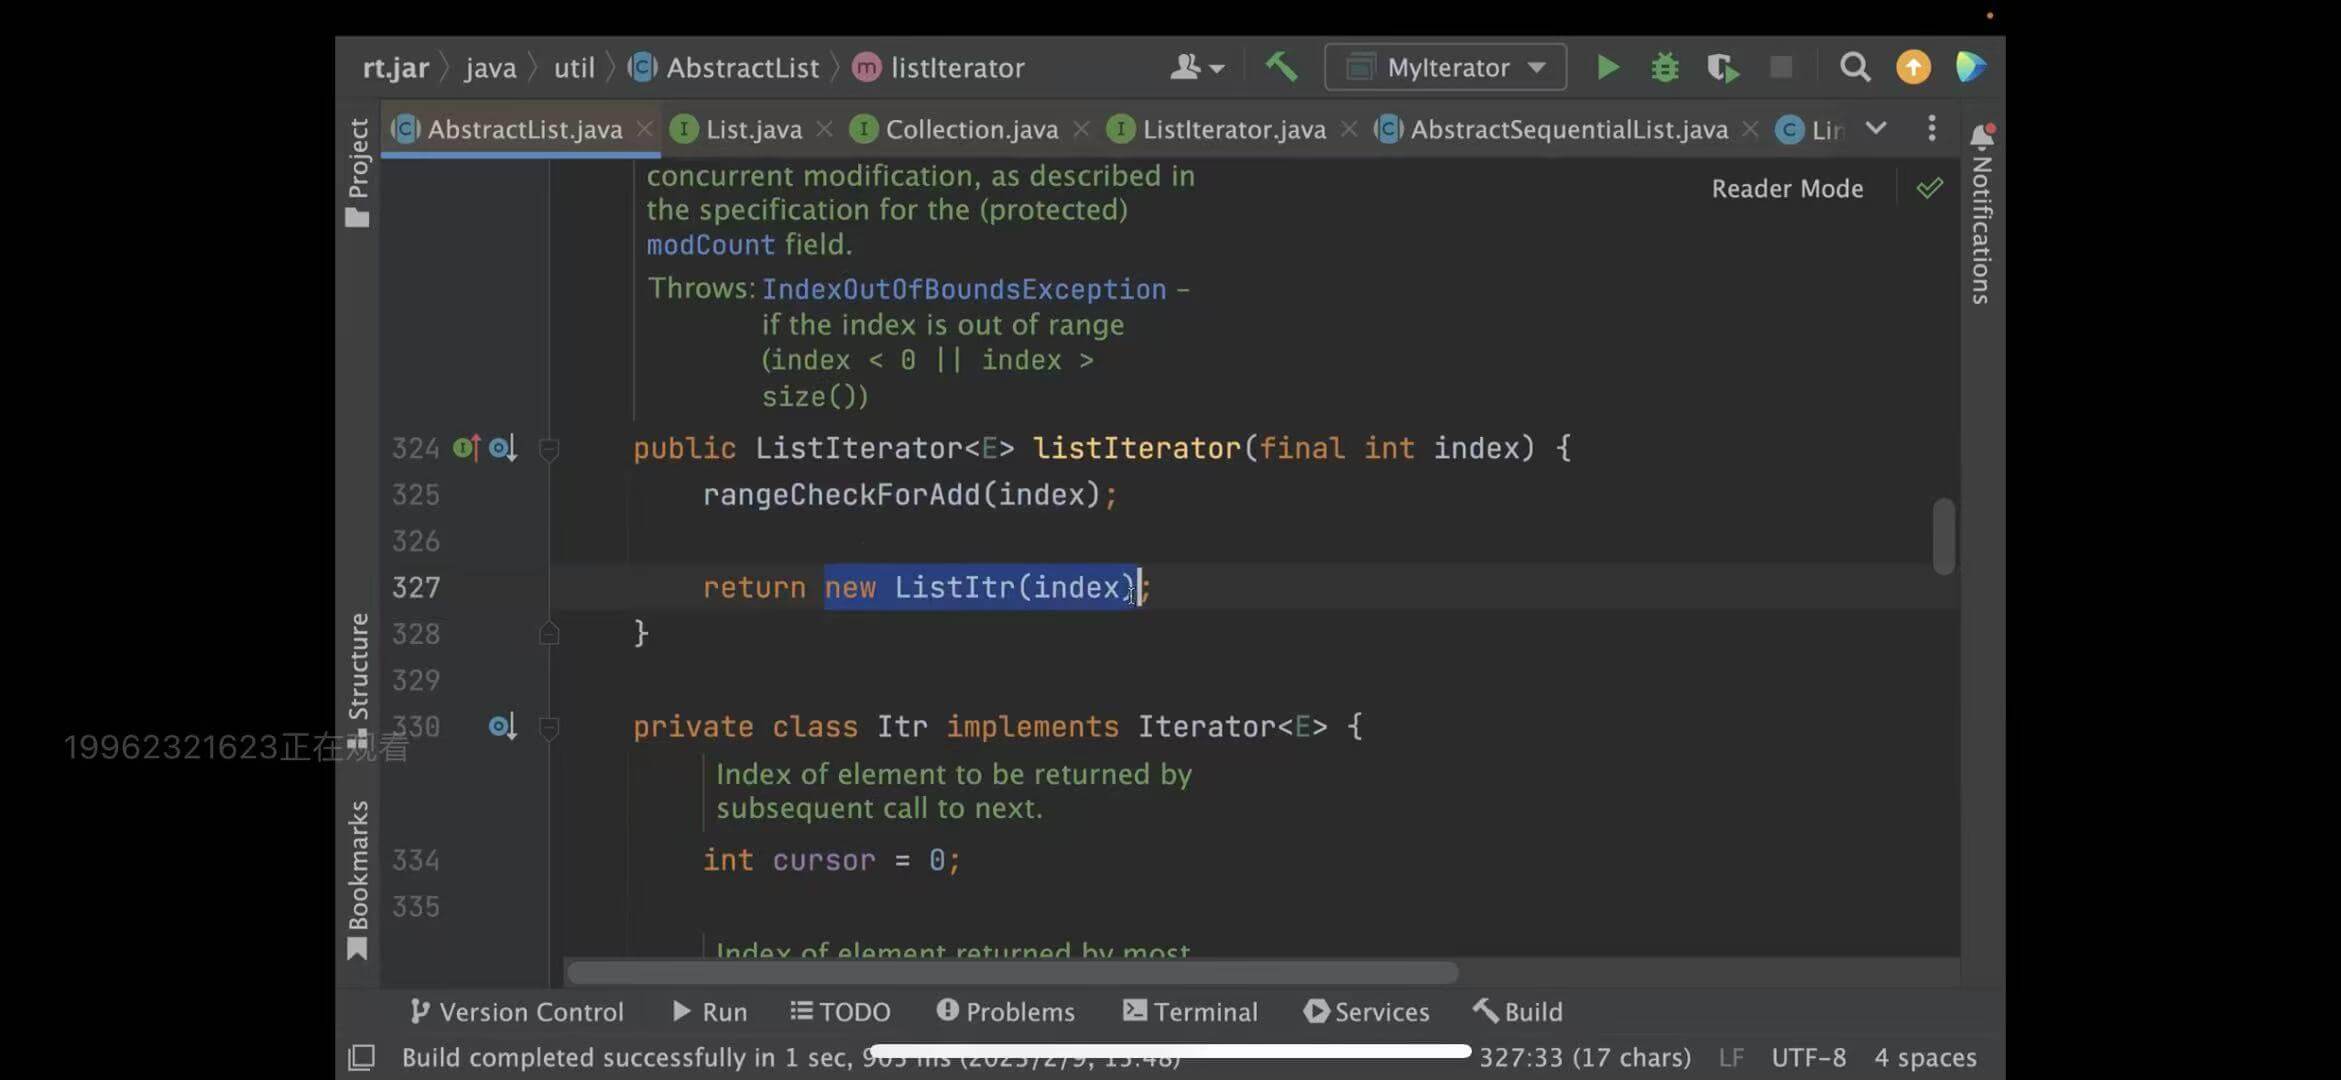 rt.jar java util AbstractList listIterator MyIterator
AbstractList.java List.java Collection.java ListIterator.java AbstractSequentialList.java
Project
Structure
Bookmarks
Notifications
Reader Mode
concurrent modification, as described in
the specification for the (protected)
modCount field.
Throws: IndexOutOfBoundsException –
if the index is out of range
(index < 0 || index >
size())
324 public ListIterator<E> listIterator(final int index) {
325 rangeCheckForAdd(index);
326
327 return new ListItr(index);
328 }
329
330 private class Itr implements Iterator<E> {
19962321623正在观看
Index of element to be returned by
subsequent call to next.
334 int cursor = 0;
335
Index of element returned by most
Version Control Run TODO Problems Terminal Services Build
Build completed successfully in 1 sec, 327:33 (17 chars) LF UTF-8 4 spaces